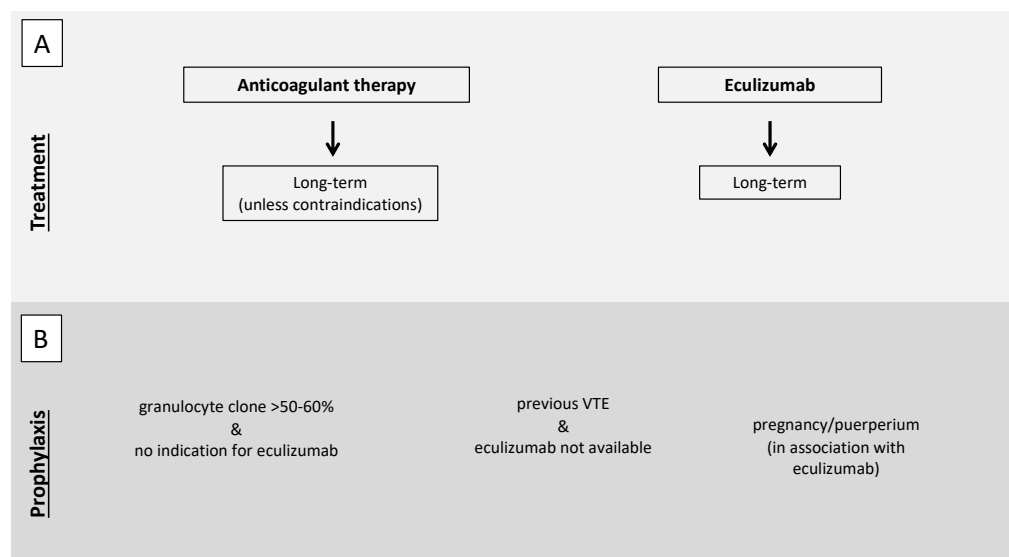 A
Treatment
Anticoagulant therapy
Long-term
(unless contraindications)
Eculizumab
Long-term
B
Prophylaxis
granulocyte clone >50-60%
&
no indication for eculizumab
previous VTE
&
eculizumab not available
pregnancy/puerperium
(in association with
eculizumab)